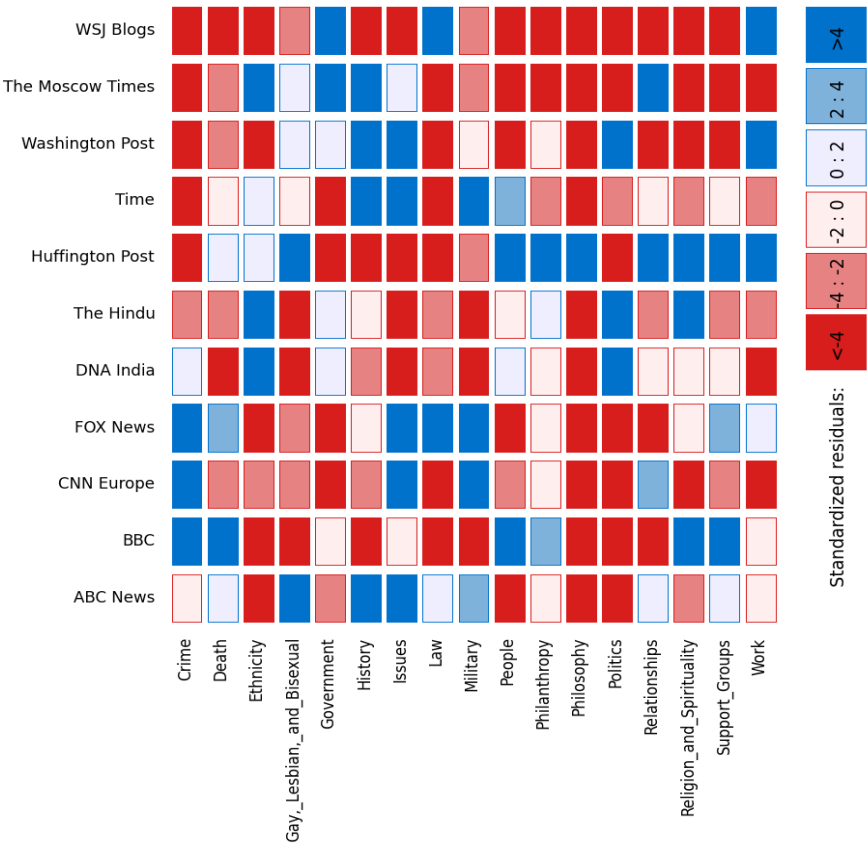 WSJ Blogs
The Moscow Times
Washington Post
Time
Huffington Post
The Hindu
DNA India
FOX News
CNN Europe
BBC
ABC News
Crime
Death
Ethnicity
Gay,_Lesbian,_and_Bisexual
Government
History
Issues
Law
Military
People
Philanthropy
Philosophy
Politics
Relationships
Religion_and_Spirituality
Support_Groups
Work
Standardized residuals:
<-4
-4 : -2
-2 : 0
0 : 2
2 : 4
>4